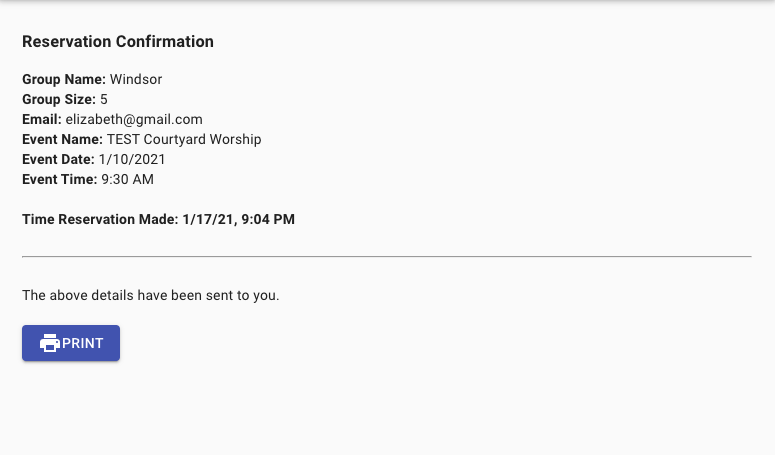 Reservation Confirmation
Group Name: Windsor
Group Size: 5
Email: elizabeth@gmail.com
Event Name: TEST Courtyard Worship
Event Date: 1/10/2021
Event Time: 9:30 AM
Time Reservation Made: 1/17/21, 9:04 PM
The above details have been sent to you.
PRINT